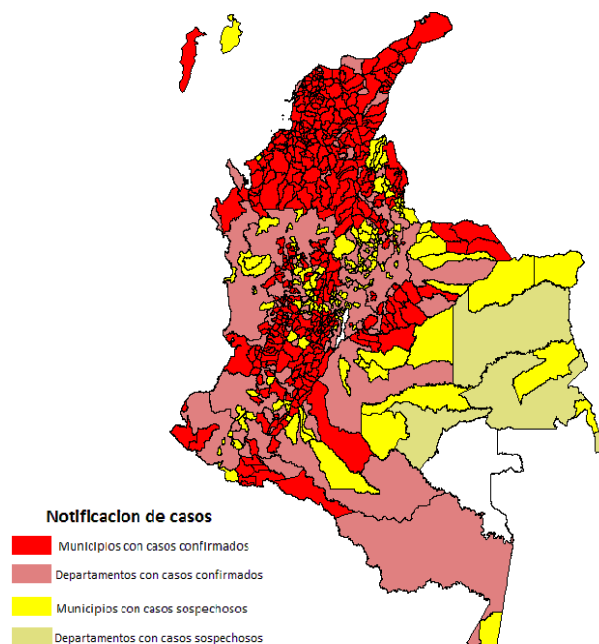 Notificacion de casos
Municipios con casos confirmados
Departamentos con casos confirmados
Municipios con casos sospechosos
Departamentos con casos sospechosos